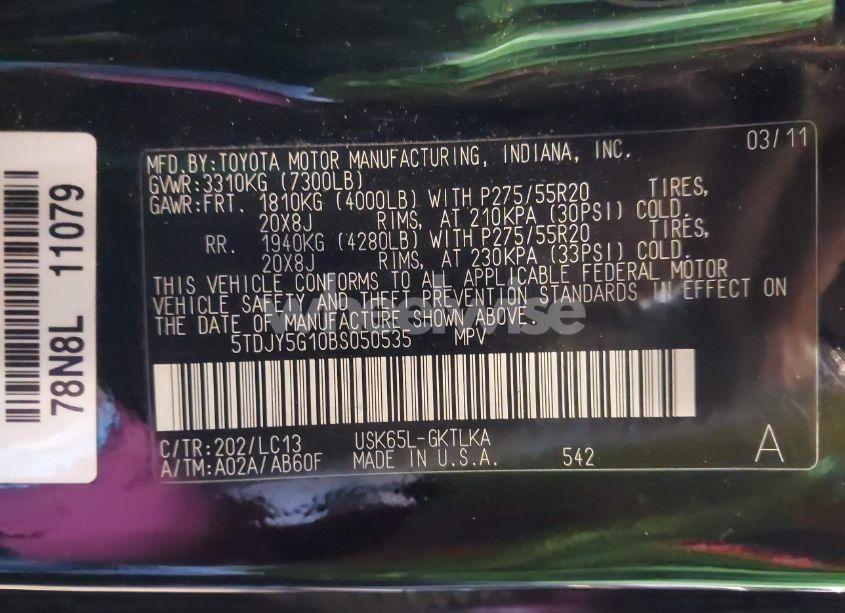 MFD.BY:TOYOTA MOTOR MANUFACTURING, INDIANA, INC. 03/11
GVWR:3310KG (7300LB)
GAWR:FRT. 1810KG (4000LB) WITH P275/55R20 TIRES,
20X8J RIMS, AT 210KPA (30PSI) COLD.
RR. 1940KG (4280LB) WITH P275/55R20 TIRES,
20X8J RIMS, AT 230KPA (33PSI) COLD.
THIS VEHICLE CONFORMS TO ALL APPLICABLE FEDERAL MOTOR
VEHICLE SAFETY AND THEFT PREVENTION STANDARDS IN EFFECT ON
THE DATE OF MANUFACTURE SHOWN ABOVE.
5TDJY5G10BS050535 MPV
C/TR:202/LC13 USK65L-GKTLKA
A/TM:A02A/AB60F MADE IN U.S.A. 542 A
78N8L 11079